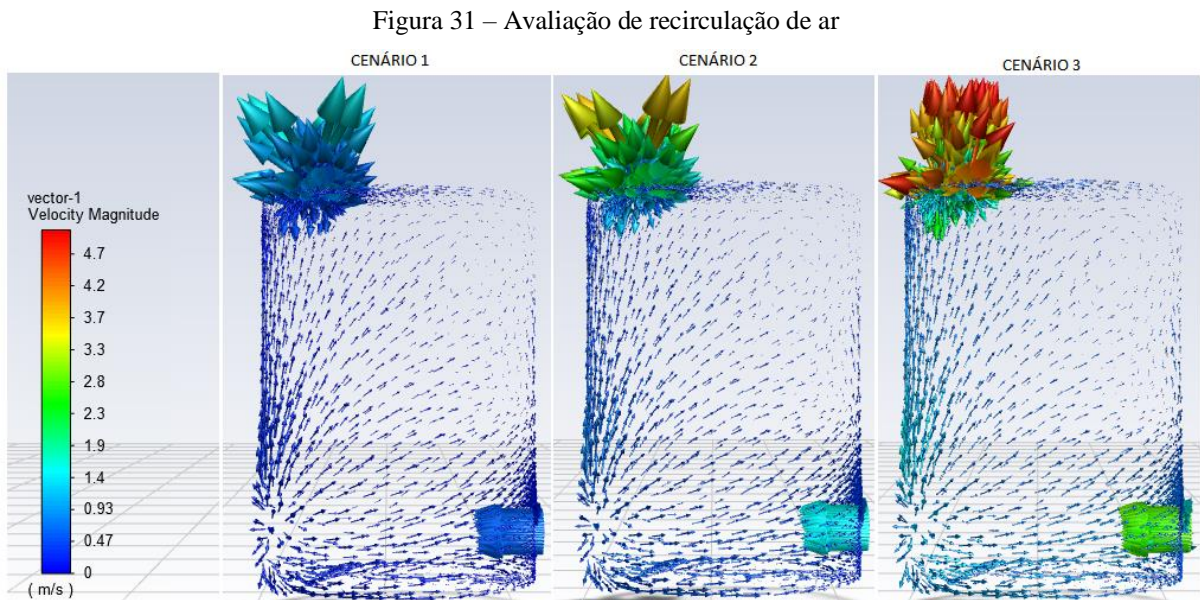 Figura 31 – Avaliação de recirculação de ar
CENÁRIO 1
CENÁRIO 2
CENÁRIO 3
vector-1
Velocity Magnitude
4.7
4.2
3.7
3.3
2.8
2.3
1.9
1.4
0.93
0.47
0
( m/s )